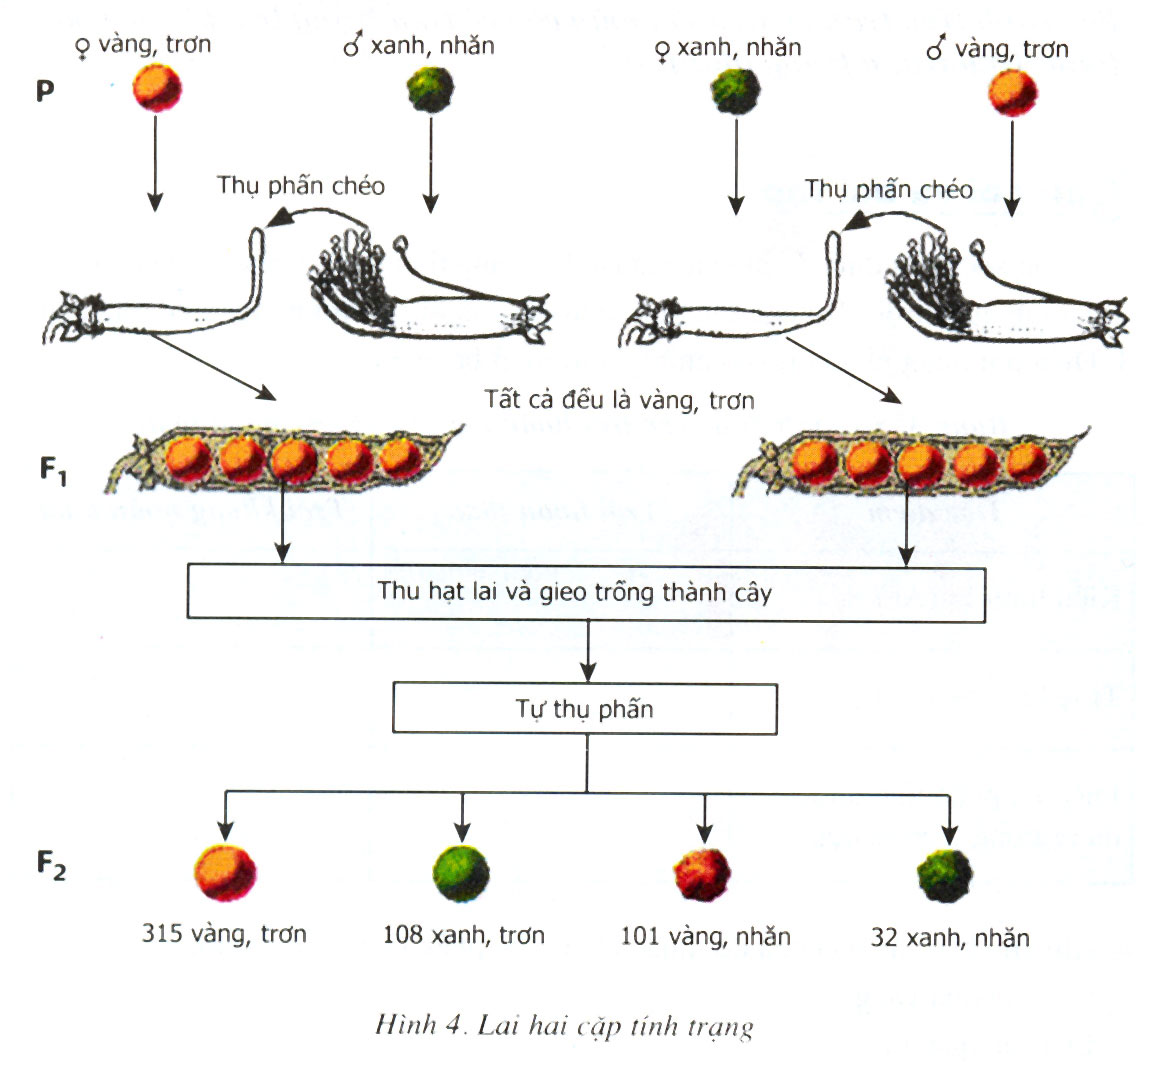 ♀ vàng, trơn
♂ xanh, nhăn
♀ xanh, nhăn
♂ vàng, trơn
P
Thụ phấn chéo
Thụ phấn chéo
Tất cả đều là vàng, trơn
F1
Thu hạt lai và gieo trồng thành cây
Tự thụ phấn
F2
315 vàng, trơn
108 xanh, trơn
101 vàng, nhăn
32 xanh, nhăn
Hình 4. Lai hai cặp tính trạng